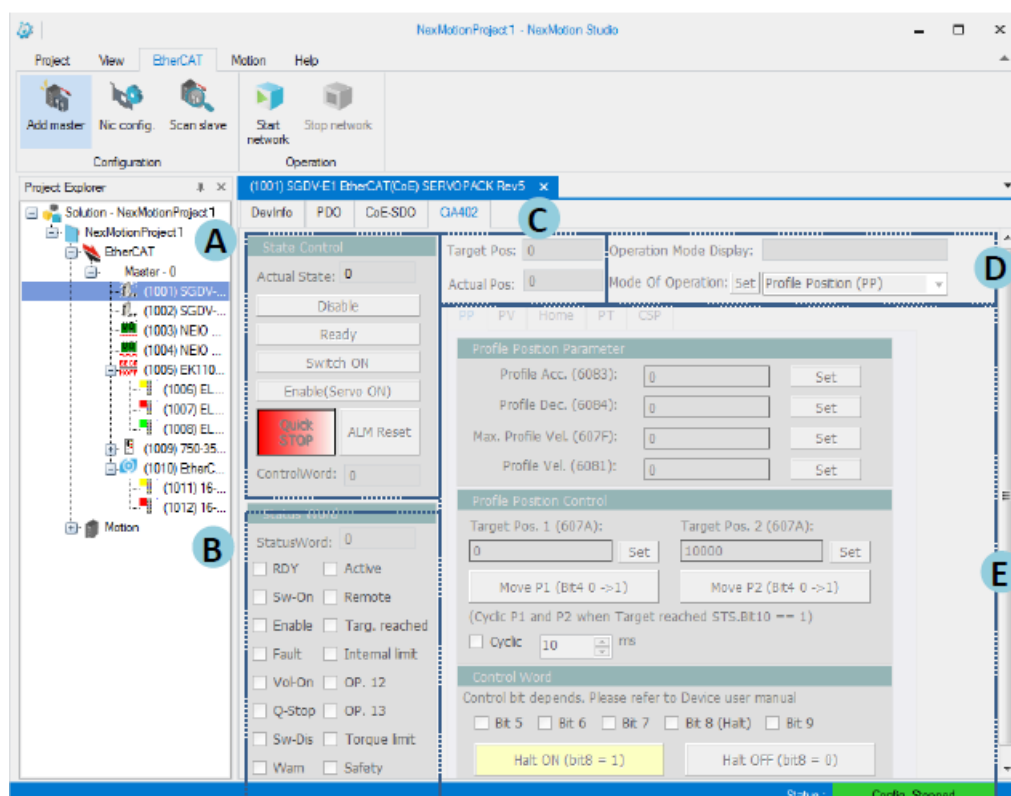 NexMotionProject1 - NexMotion Studio
Project View EtherCAT Motion Help
Add master Nic config. Scan slave Start network Stop network
Configuration Operation
Project Explorer
Solution - NexMotionProject1
NexMotionProject1
EtherCAT
Master - 0
(1001) SGDV-...
(1002) SGDV-...
(1003) NEIO ...
(1004) NEIO ...
(1005) EK110...
(1006) EL...
(1007) EL...
(1008) EL...
(1009) 750-35...
(1010) EtherC...
(1011) 16-...
(1012) 16-...
Motion
(1001) SGDV-E1 EtherCAT(CoE) SERVOPACK Rev5 ×
DevInfo PDO CoE-SDO CiA402
A
B
C
D
E
State Control
Actual State: 0
Disable
Ready
Switch ON
Enable(Servo ON)
Quick STOP ALM Reset
ControlWord: 0
Status Word
StatusWord: 0
RDY Active
Sw-On Remote
Enable Targ. reached
Fault Internal limit
Vol-On OP. 12
Q-Stop OP. 13
Sw-Dis Torque limit
Warn Safety
Target Pos: 0
Actual Pos: 0
Operation Mode Display:
Mode Of Operation: Set Profile Position (PP)
PP PV Home PT CSP
Profile Position Parameter
Profile Acc. (6083): 0 Set
Profile Dec. (6084): 0 Set
Max. Profile Vel. (607F): 0 Set
Profile Vel. (6081): 0 Set
Profile Position Control
Target Pos. 1 (607A): Target Pos. 2 (607A):
0 Set 10000 Set
Move P1 (Bit4 0 ->1) Move P2 (Bit4 0 ->1)
(Cyclic P1 and P2 when Target reached STS.Bit10 == 1)
Cyclic 10 ms
Control Word
Control bit depends. Please refer to Device user manual
Bit 5 Bit 6 Bit 7 Bit 8 (Halt) Bit 9
Halt ON (bit8 = 1) Halt OFF (bit8 = 0)
Status : Config. Stopped